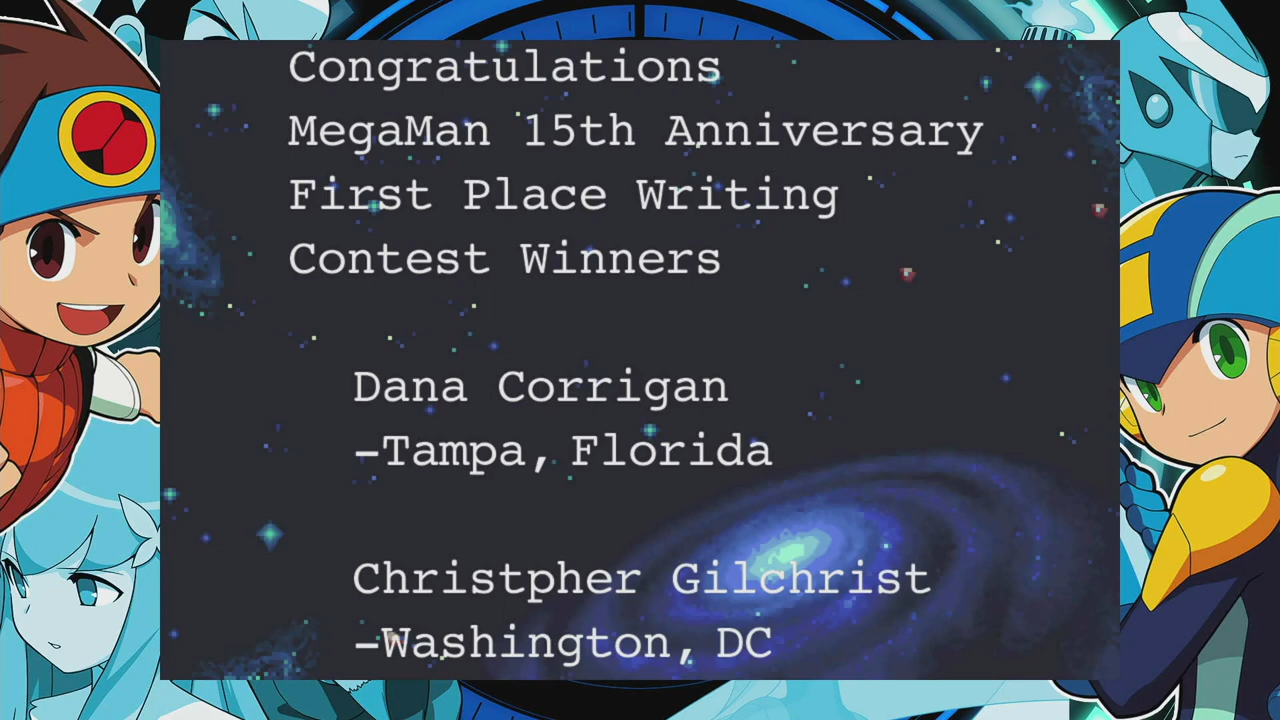 Congratulations
MegaMan 15th Anniversary
First Place Writing
Contest Winners
Dana Corrigan
-Tampa, Florida
Christpher Gilchrist
-Washington, DC